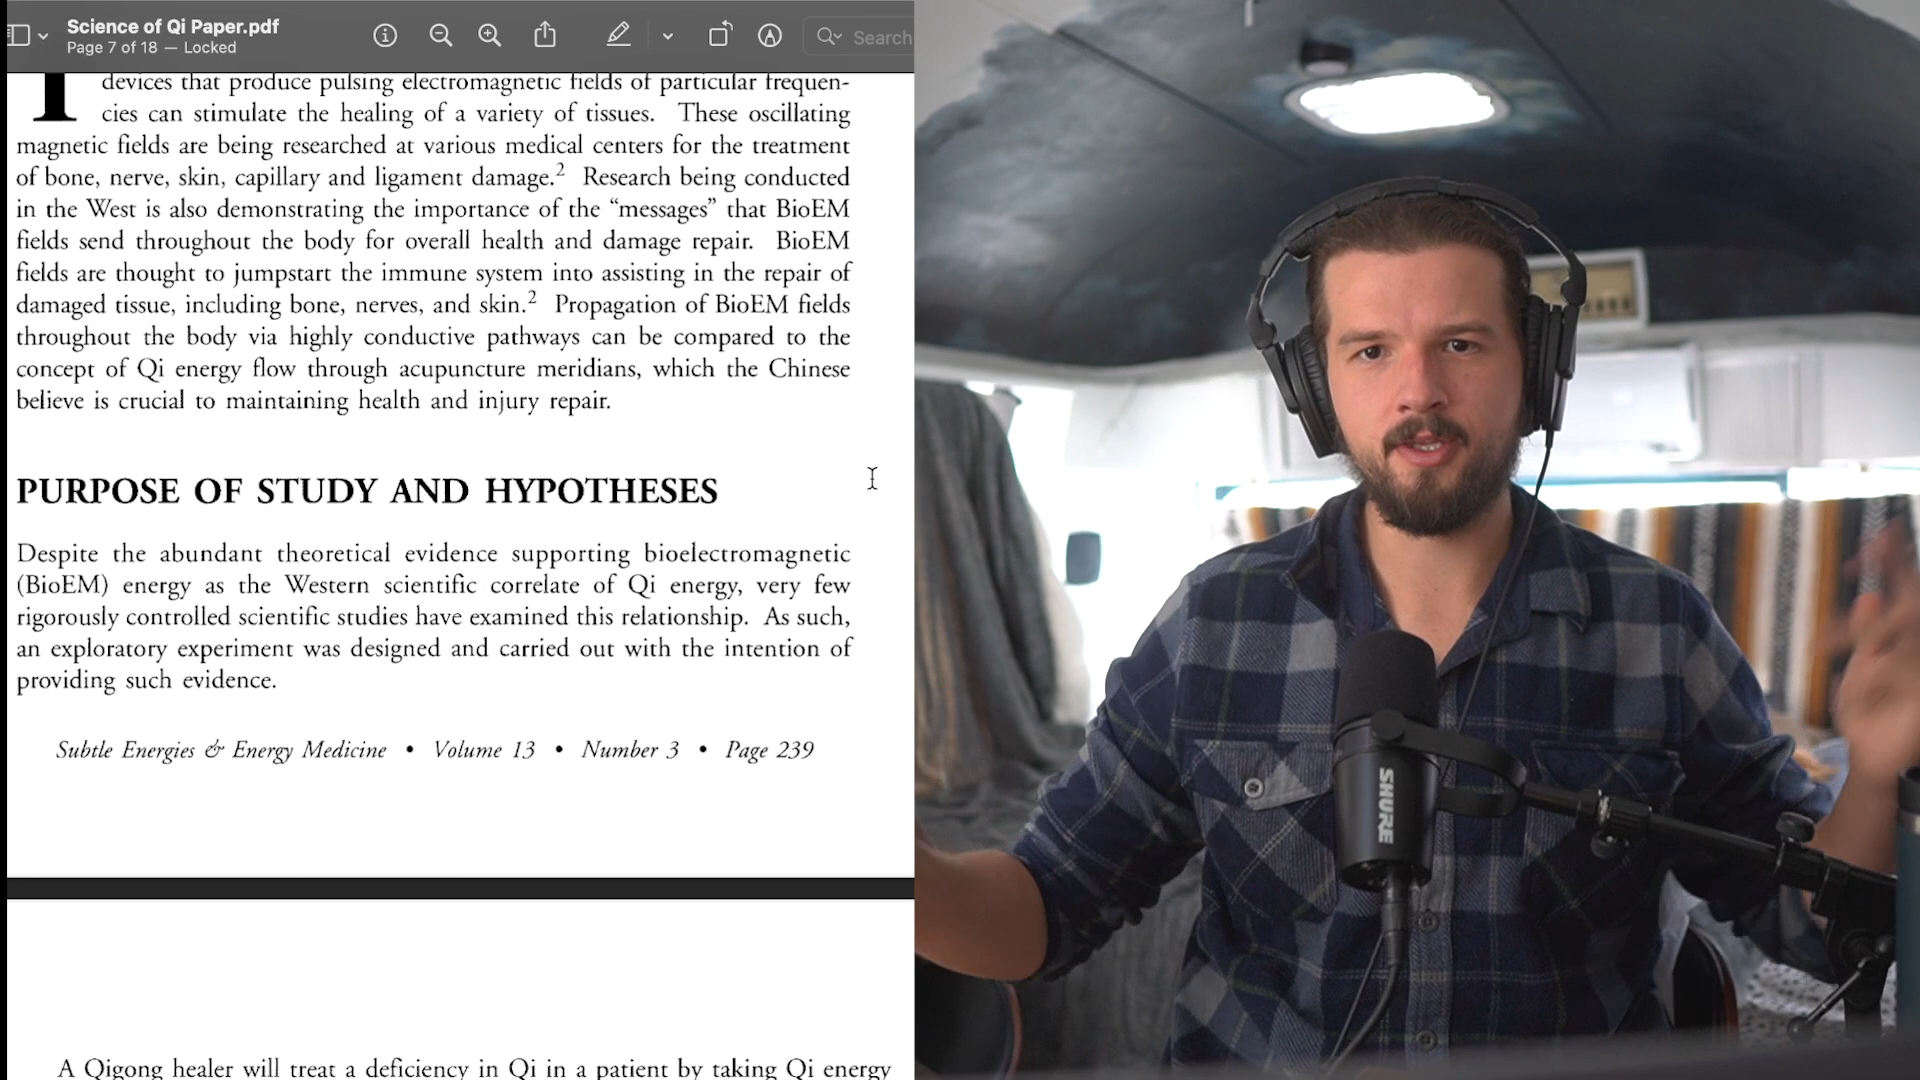 Science of Qi Paper.pdf
Page 7 of 18 — Locked
Search
devices that produce pulsing electromagnetic fields of particular frequen-
cies can stimulate the healing of a variety of tissues. These oscillating
magnetic fields are being researched at various medical centers for the treatment
of bone, nerve, skin, capillary and ligament damage.2 Research being conducted
in the West is also demonstrating the importance of the “messages” that BioEM
fields send throughout the body for overall health and damage repair. BioEM
fields are thought to jumpstart the immune system into assisting in the repair of
damaged tissue, including bone, nerves, and skin.2 Propagation of BioEM fields
throughout the body via highly conductive pathways can be compared to the
concept of Qi energy flow through acupuncture meridians, which the Chinese
believe is crucial to maintaining health and injury repair.
PURPOSE OF STUDY AND HYPOTHESES
Despite the abundant theoretical evidence supporting bioelectromagnetic
(BioEM) energy as the Western scientific correlate of Qi energy, very few
rigorously controlled scientific studies have examined this relationship. As such,
an exploratory experiment was designed and carried out with the intention of
providing such evidence.
Subtle Energies & Energy Medicine • Volume 13 • Number 3 • Page 239
A Qigong healer will treat a deficiency in Qi in a patient by taking Qi energy
SHURE